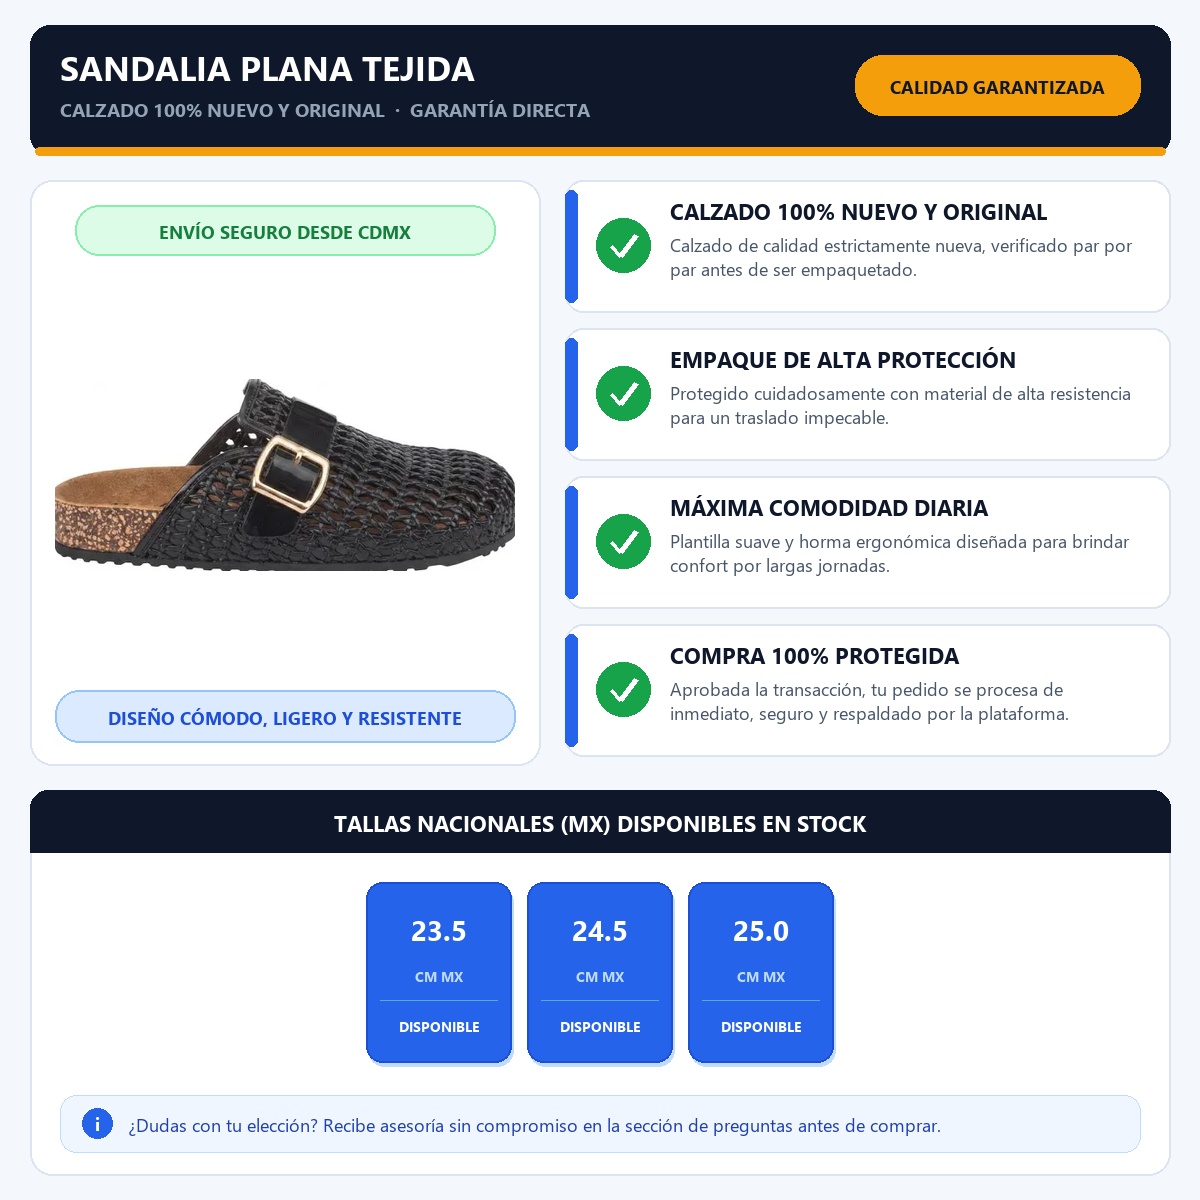 SANDALIA PLANA TEJIDA
CALZADO 100% NUEVO Y ORIGINAL · GARANTÍA DIRECTA
CALIDAD GARANTIZADA
ENVÍO SEGURO DESDE CDMX
DISEÑO CÓMODO, LIGERO Y RESISTENTE
CALZADO 100% NUEVO Y ORIGINAL
Calzado de calidad estrictamente nueva, verificado par por
par antes de ser empaquetado.
EMPAQUE DE ALTA PROTECCIÓN
Protegido cuidadosamente con material de alta resistencia
para un traslado impecable.
MÁXIMA COMODIDAD DIARIA
Plantilla suave y horma ergonómica diseñada para brindar
confort por largas jornadas.
COMPRA 100% PROTEGIDA
Aprobada la transacción, tu pedido se procesa de
inmediato, seguro y respaldado por la plataforma.
TALLAS NACIONALES (MX) DISPONIBLES EN STOCK
23.5
CM MX
DISPONIBLE
24.5
CM MX
DISPONIBLE
25.0
CM MX
DISPONIBLE
i
¿Dudas con tu elección? Recibe asesoría sin compromiso en la sección de preguntas antes de comprar.